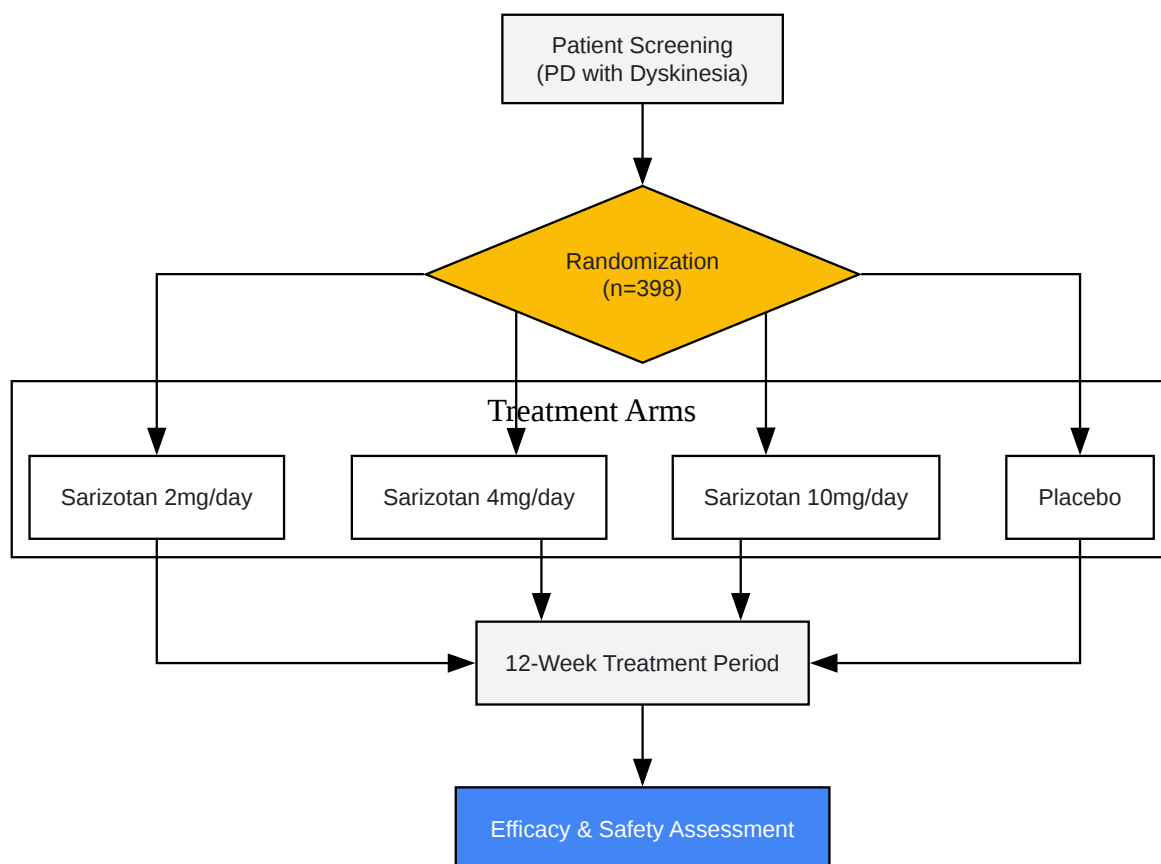 Patient Screening
(PD with Dyskinesia)
Randomization
(n=398)
Treatment Arms
Sarizotan 2mg/day
Sarizotan 4mg/day
Sarizotan 10mg/day
Placebo
12-Week Treatment Period
Efficacy & Safety Assessment